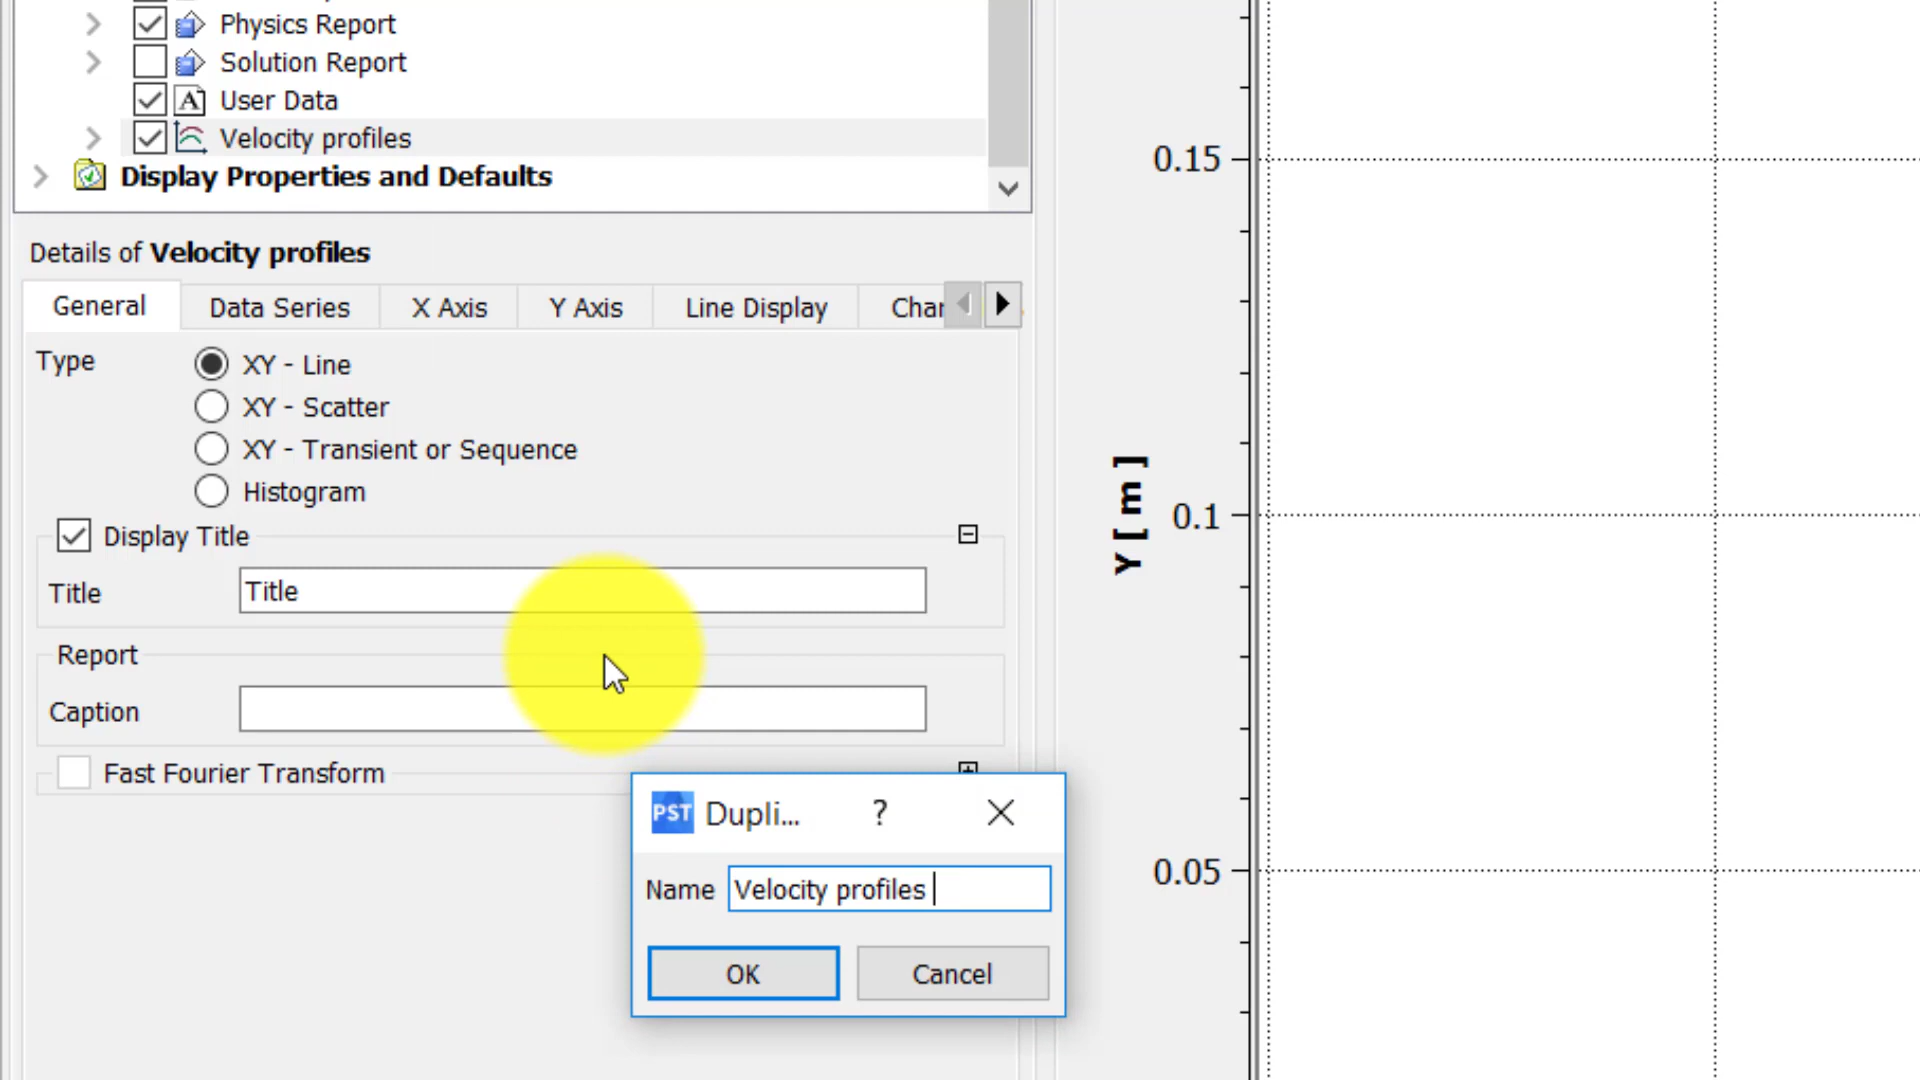 Physics Report
Solution Report
A User Data
Velocity profiles
Display Properties and Defaults
Details of Velocity profiles
General Data Series X Axis Y Axis Line Display Char
Type
XY - Line
XY - Scatter
XY - Transient or Sequence
Histogram
Display Title
Title Title
Report
Caption
Fast Fourier Transform
PST Dupli... ?
Name Velocity profiles
OK Cancel
0.15
0.1
0.05
Y [ m ]